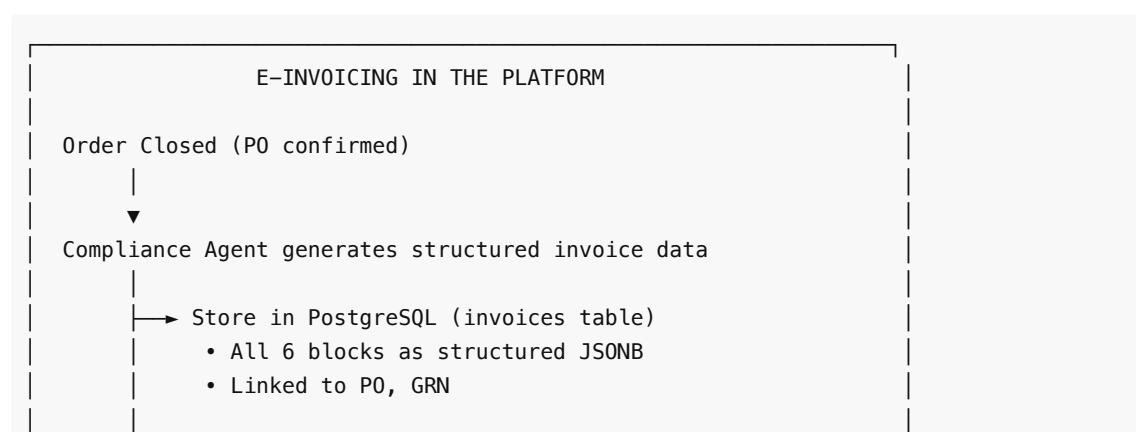 E-INVOICING IN THE PLATFORM
Order Closed (PO confirmed)
Compliance Agent generates structured invoice data
Store in PostgreSQL (invoices table)
• All 6 blocks as structured JSONB
• Linked to PO, GRN